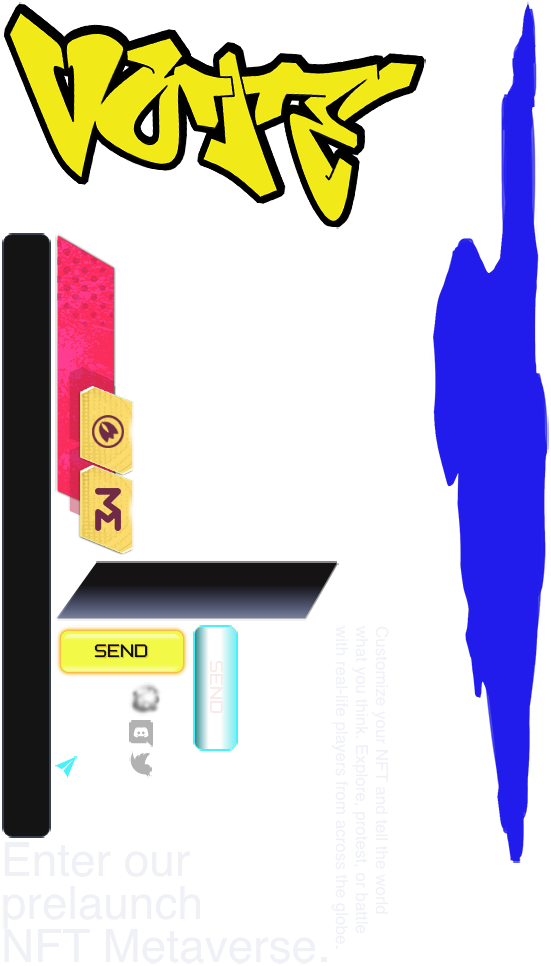 VOTE
SEND
SEND
Customize your NFT and tell the world
what you think. Explore, protest, or battle
with real-life players from across the globe.
Enter our
prelaunch
NFT Metaverse.